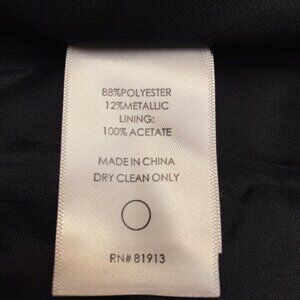 88%POLYESTER
12%METALLIC
LINING:
100% ACETATE
MADE IN CHINA
DRY CLEAN ONLY
RN# 81913